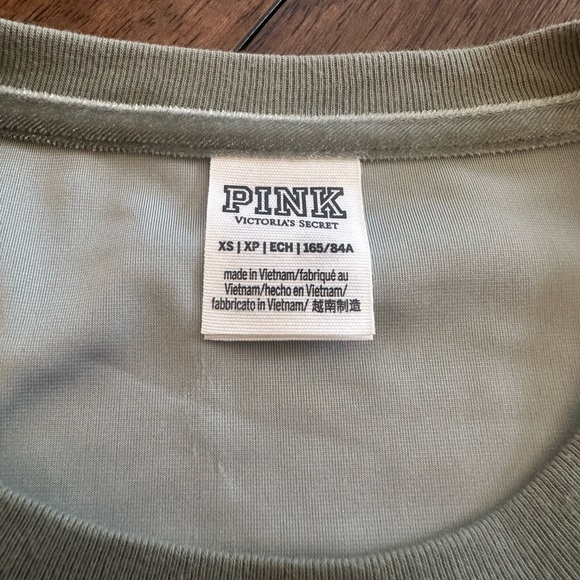 PINK
VICTORIA'S SECRET
XS | XP | ECH | 165/84A
made in Vietnam/fabriqué au
Vietnam/hecho en Vietnam/
fabbricato in Vietnam/ 越南制造